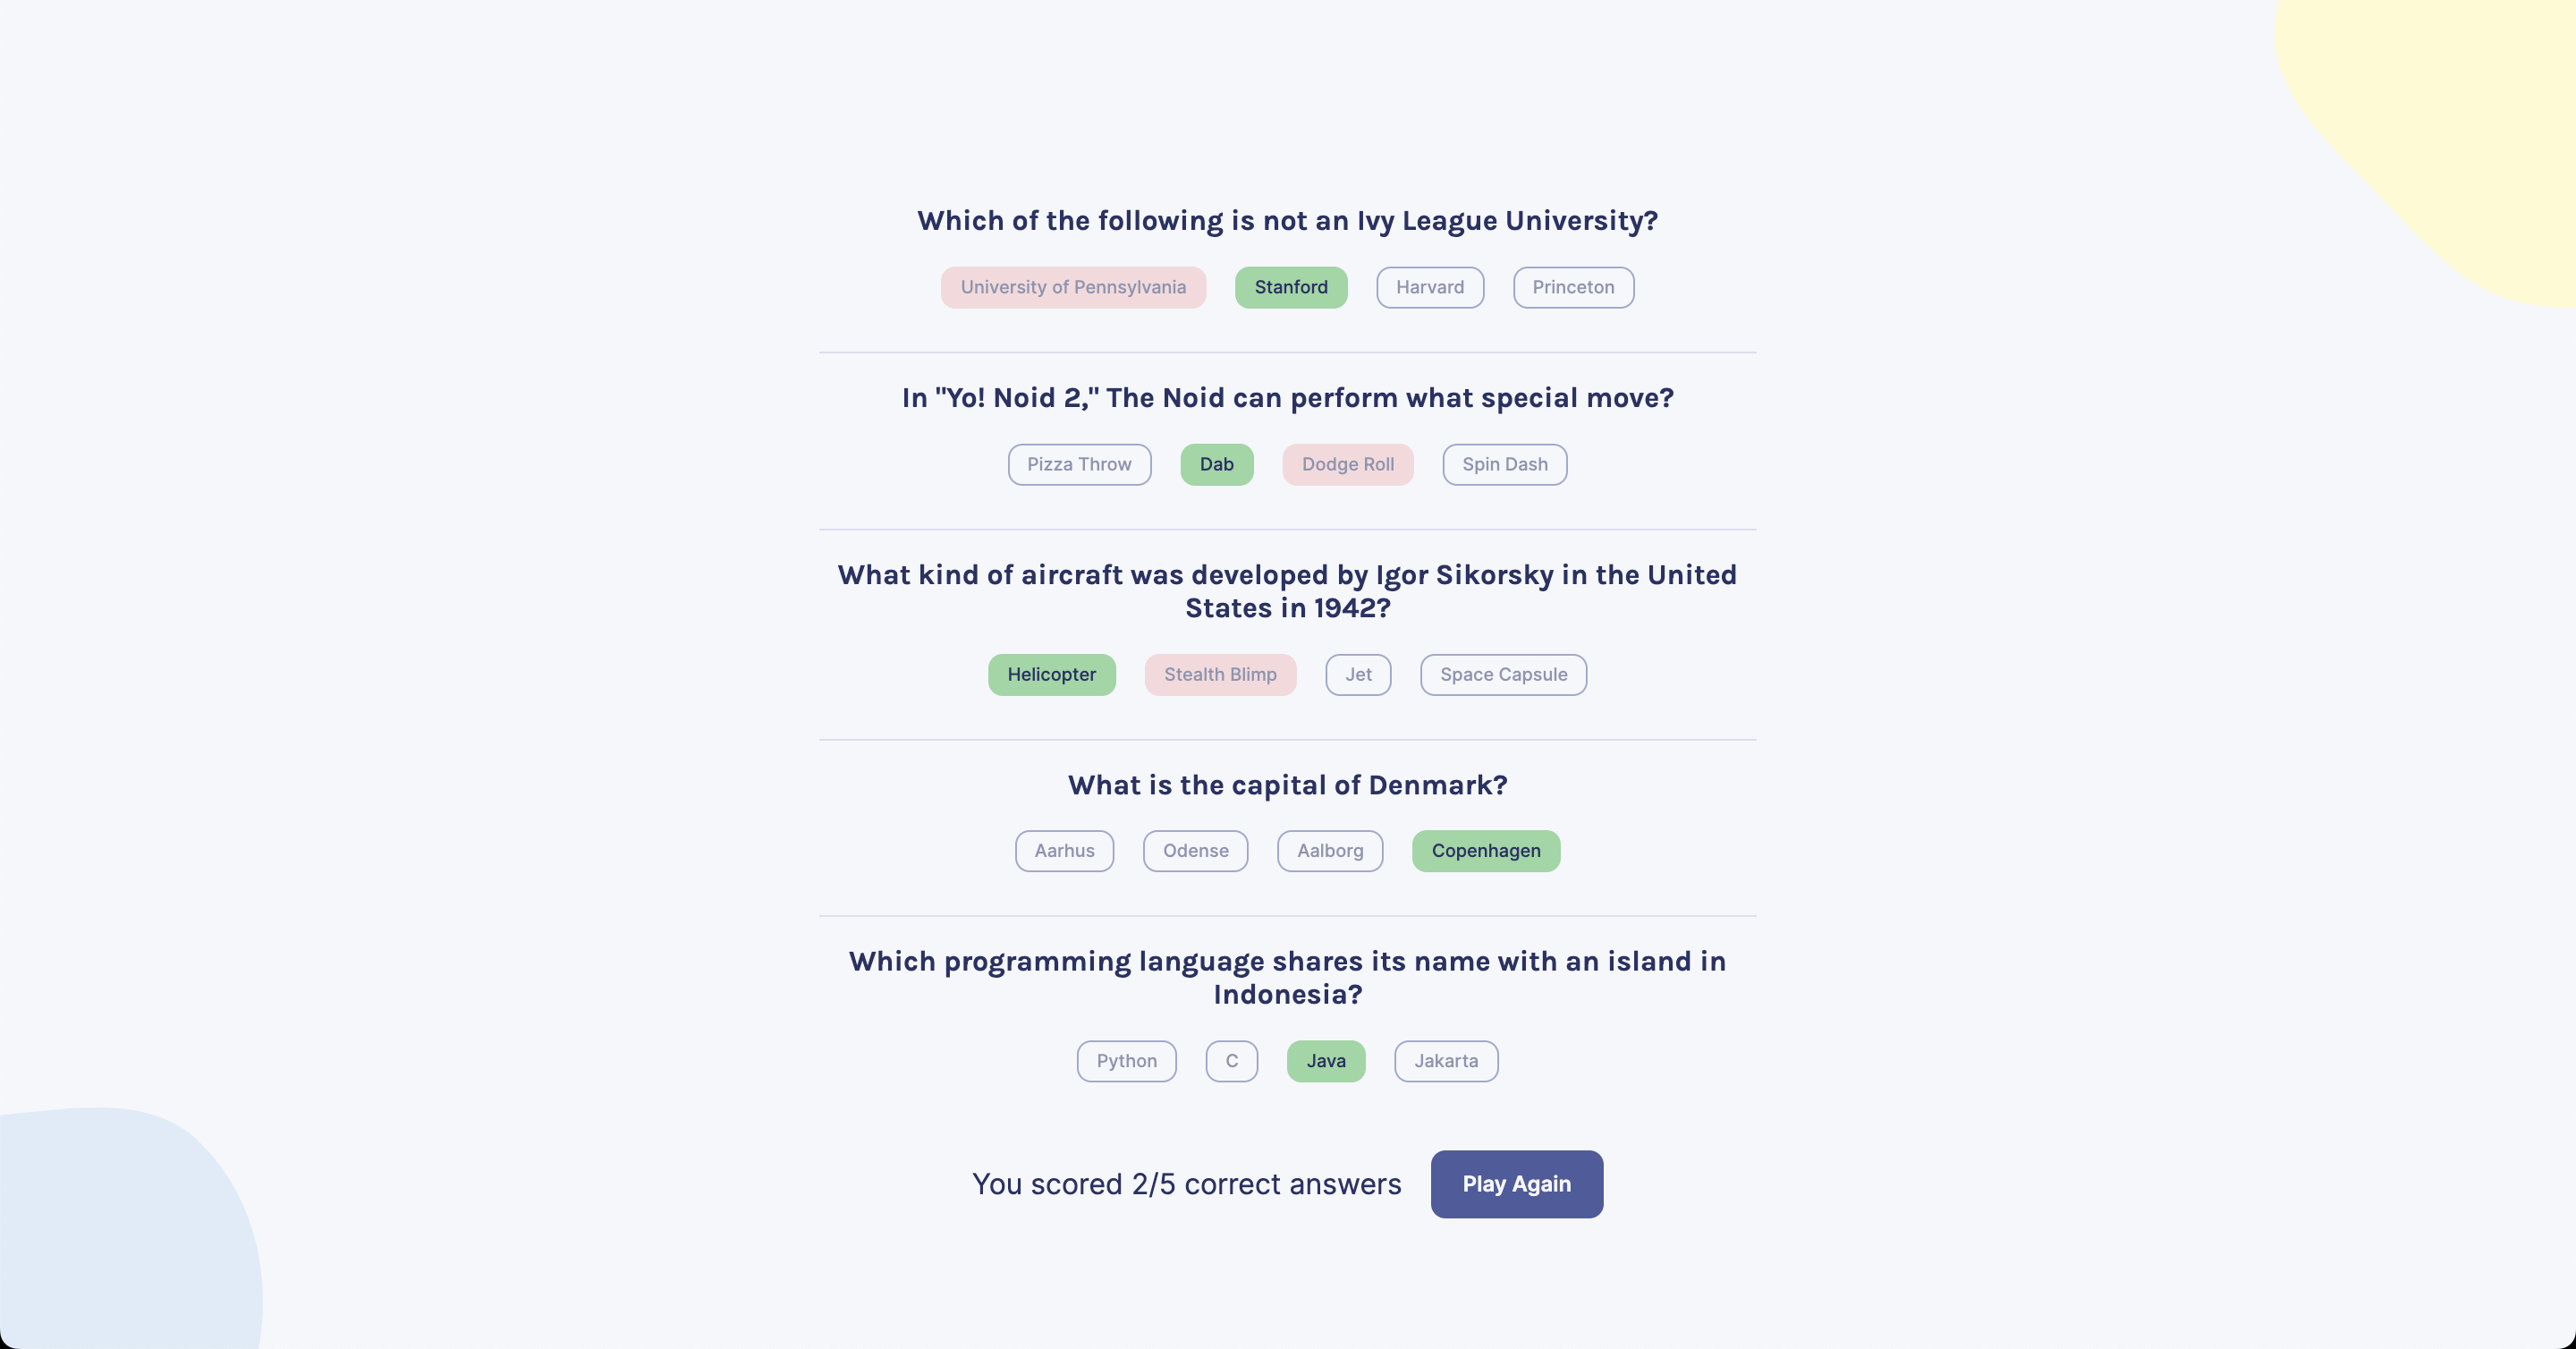 Which of the following is not an Ivy League University?
University of Pennsylvania Stanford Harvard Princeton
In "Yo! Noid 2," The Noid can perform what special move?
Pizza Throw Dab Dodge Roll Spin Dash
What kind of aircraft was developed by Igor Sikorsky in the United
States in 1942?
Helicopter Stealth Blimp Jet Space Capsule
What is the capital of Denmark?
Aarhus Odense Aalborg Copenhagen
Which programming language shares its name with an island in
Indonesia?
Python C Java Jakarta
You scored 2/5 correct answers Play Again